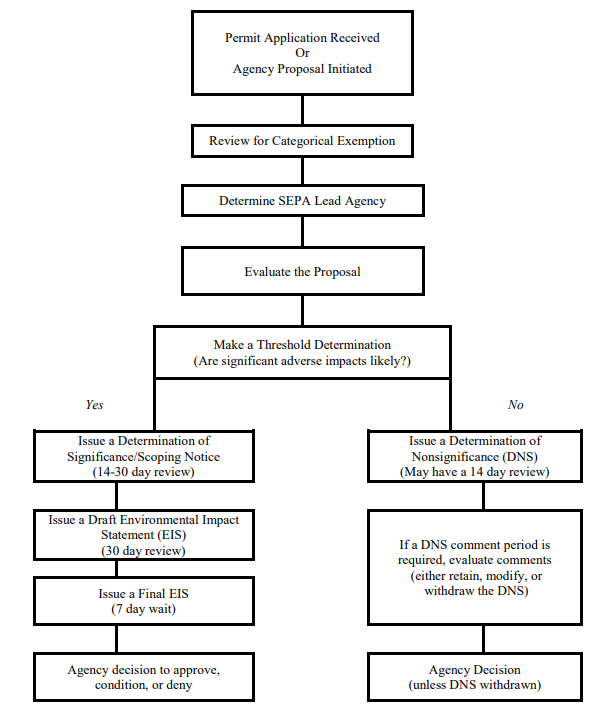 Permit Application Received
Or
Agency Proposal Initiated
Review for Categorical Exemption
Determine SEPA Lead Agency
Evaluate the Proposal
Make a Threshold Determination
(Are significant adverse impacts likely?)
Yes
No
Issue a Determination of
Significance/Scoping Notice
(14-30 day review)
Issue a Draft Environmental Impact
Statement (EIS)
(30 day review)
Issue a Final EIS
(7 day wait)
Agency decision to approve,
condition, or deny
Issue a Determination of
Nonsignificance (DNS)
(May have a 14 day review)
If a DNS comment period is
required, evaluate comments
(either retain, modify, or
withdraw the DNS)
Agency Decision
(unless DNS withdrawn)